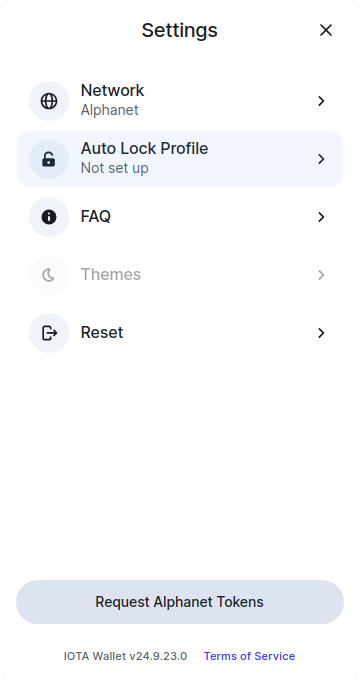 Settings
Network
Alphanet
Auto Lock Profile
Not set up
FAQ
Themes
Reset
Request Alphanet Tokens
IOTA Wallet v24.9.23.0 Terms of Service